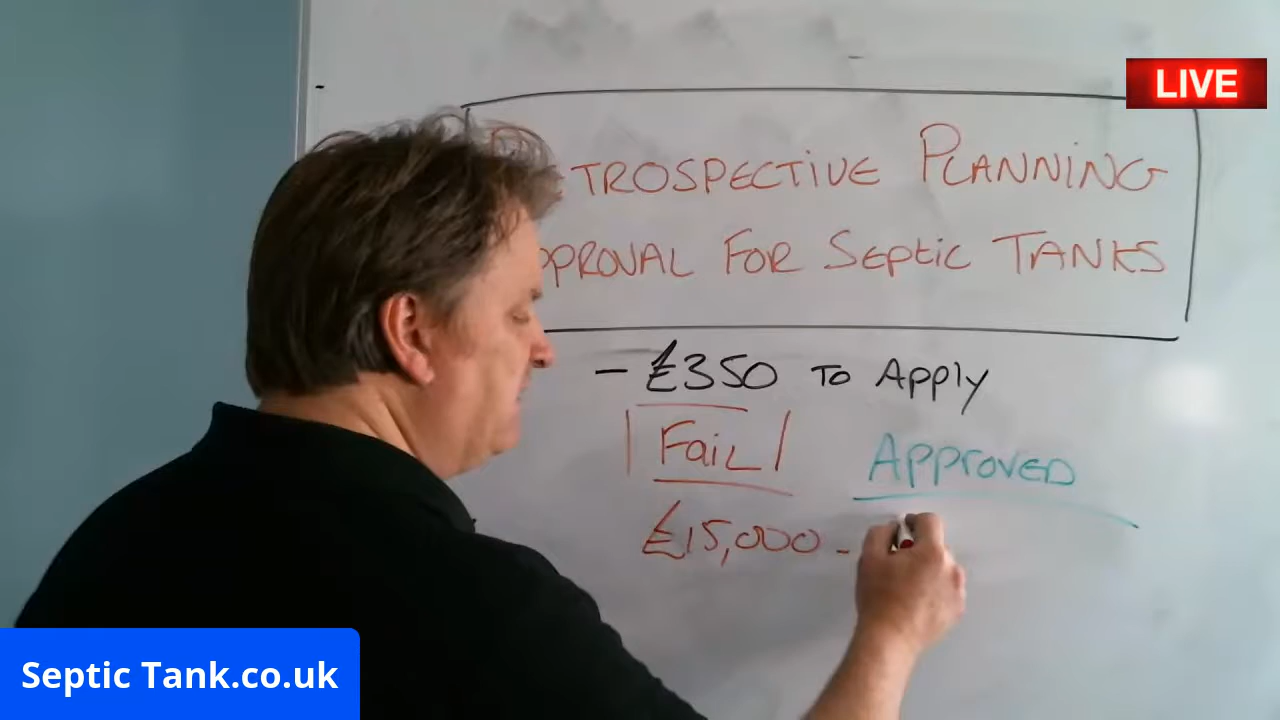 LIVE
TROSPECTIVE PLANNING
PPROVAL FOR SEPTIC TANKS
- £350 TO APPLY
FAIL
APPROVED
£15,000 -
Septic Tank.co.uk